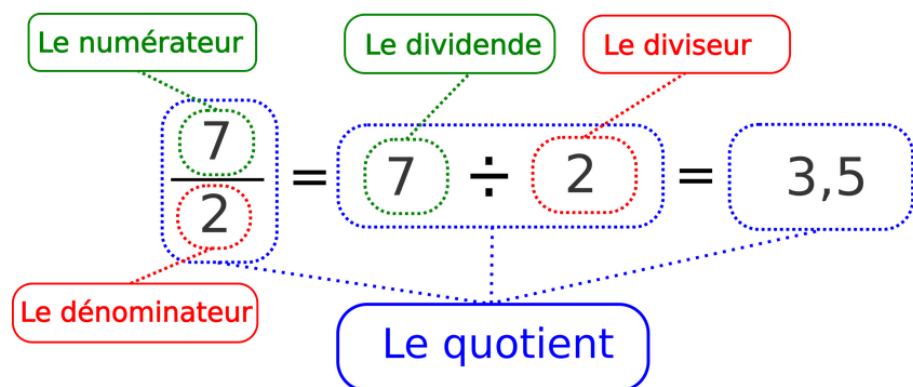 Le numérateur
Le dividende
Le diviseur
7
2
= 7 ÷ 2 = 3,5
Le dénominateur
Le quotient